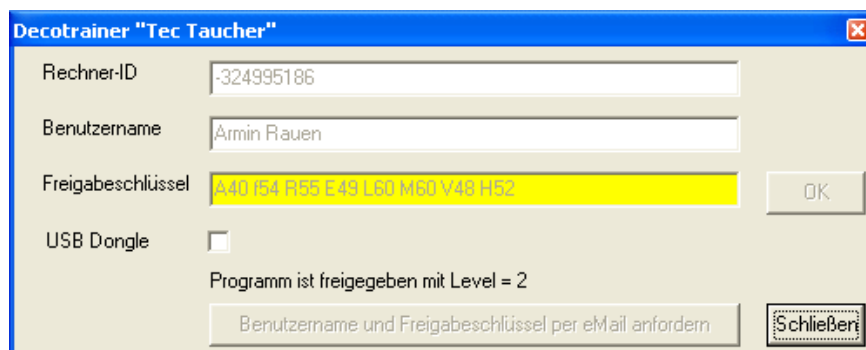 Decotrainer "Tec Taucher"
Rechner-ID
-324995186
Benutzername
Armin Rauen
Freigabeschlüssel
A40 f54 R55 E49 L60 M60 V48 H52
OK
USB Dongle
Programm ist freigegeben mit Level = 2
Benutzername und Freigabeschlüssel per eMail anfordern
Schließen